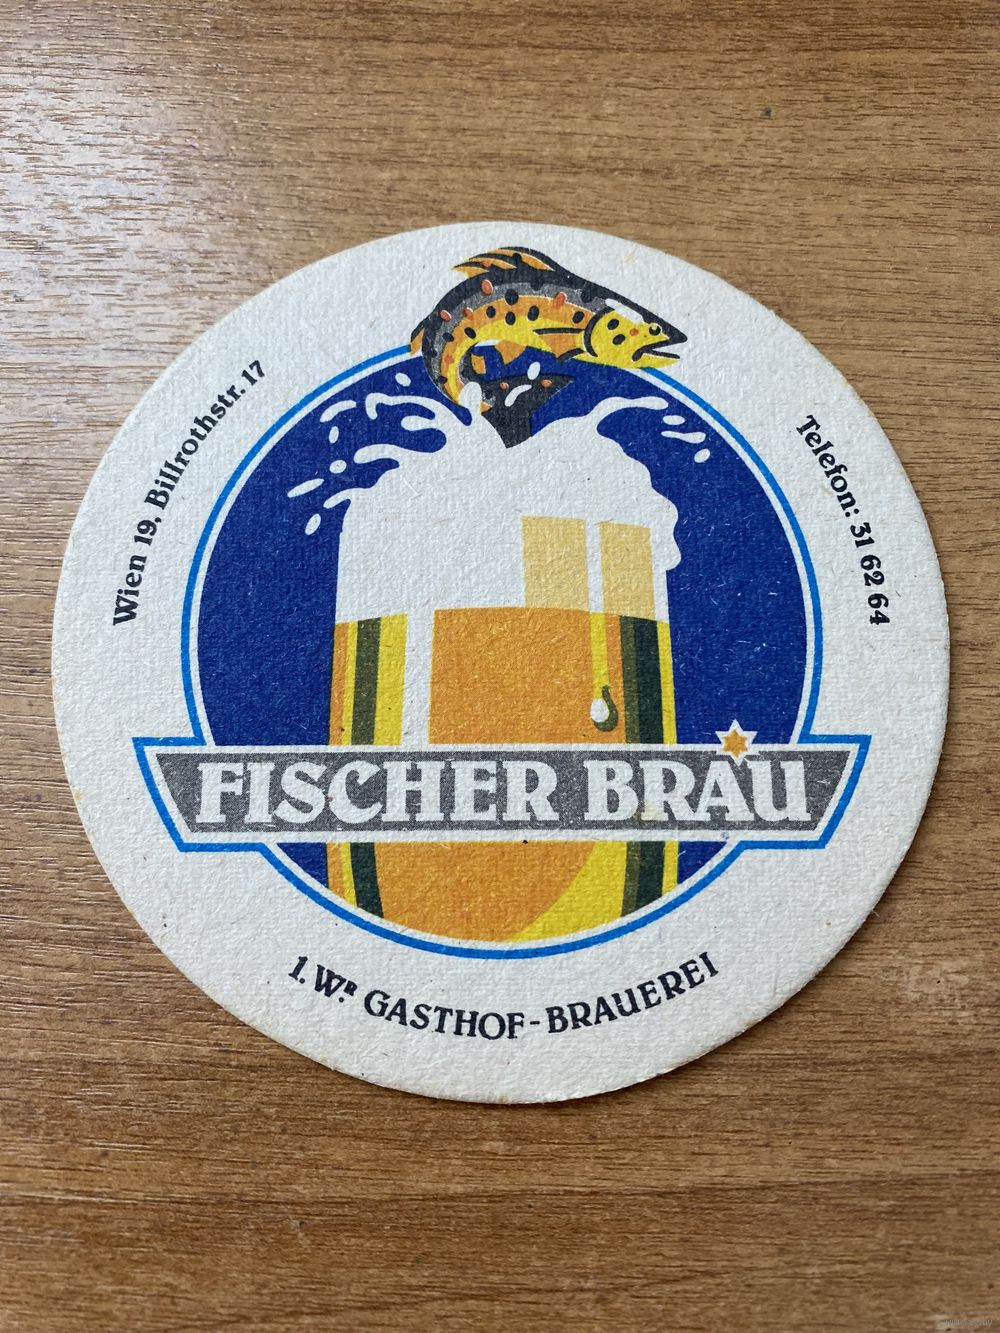 Wien 19, Billrothstr. 17
Telefon: 31 62 64
FISCHER BRÄU
1. WR. GASTHOF-BRAUEREI